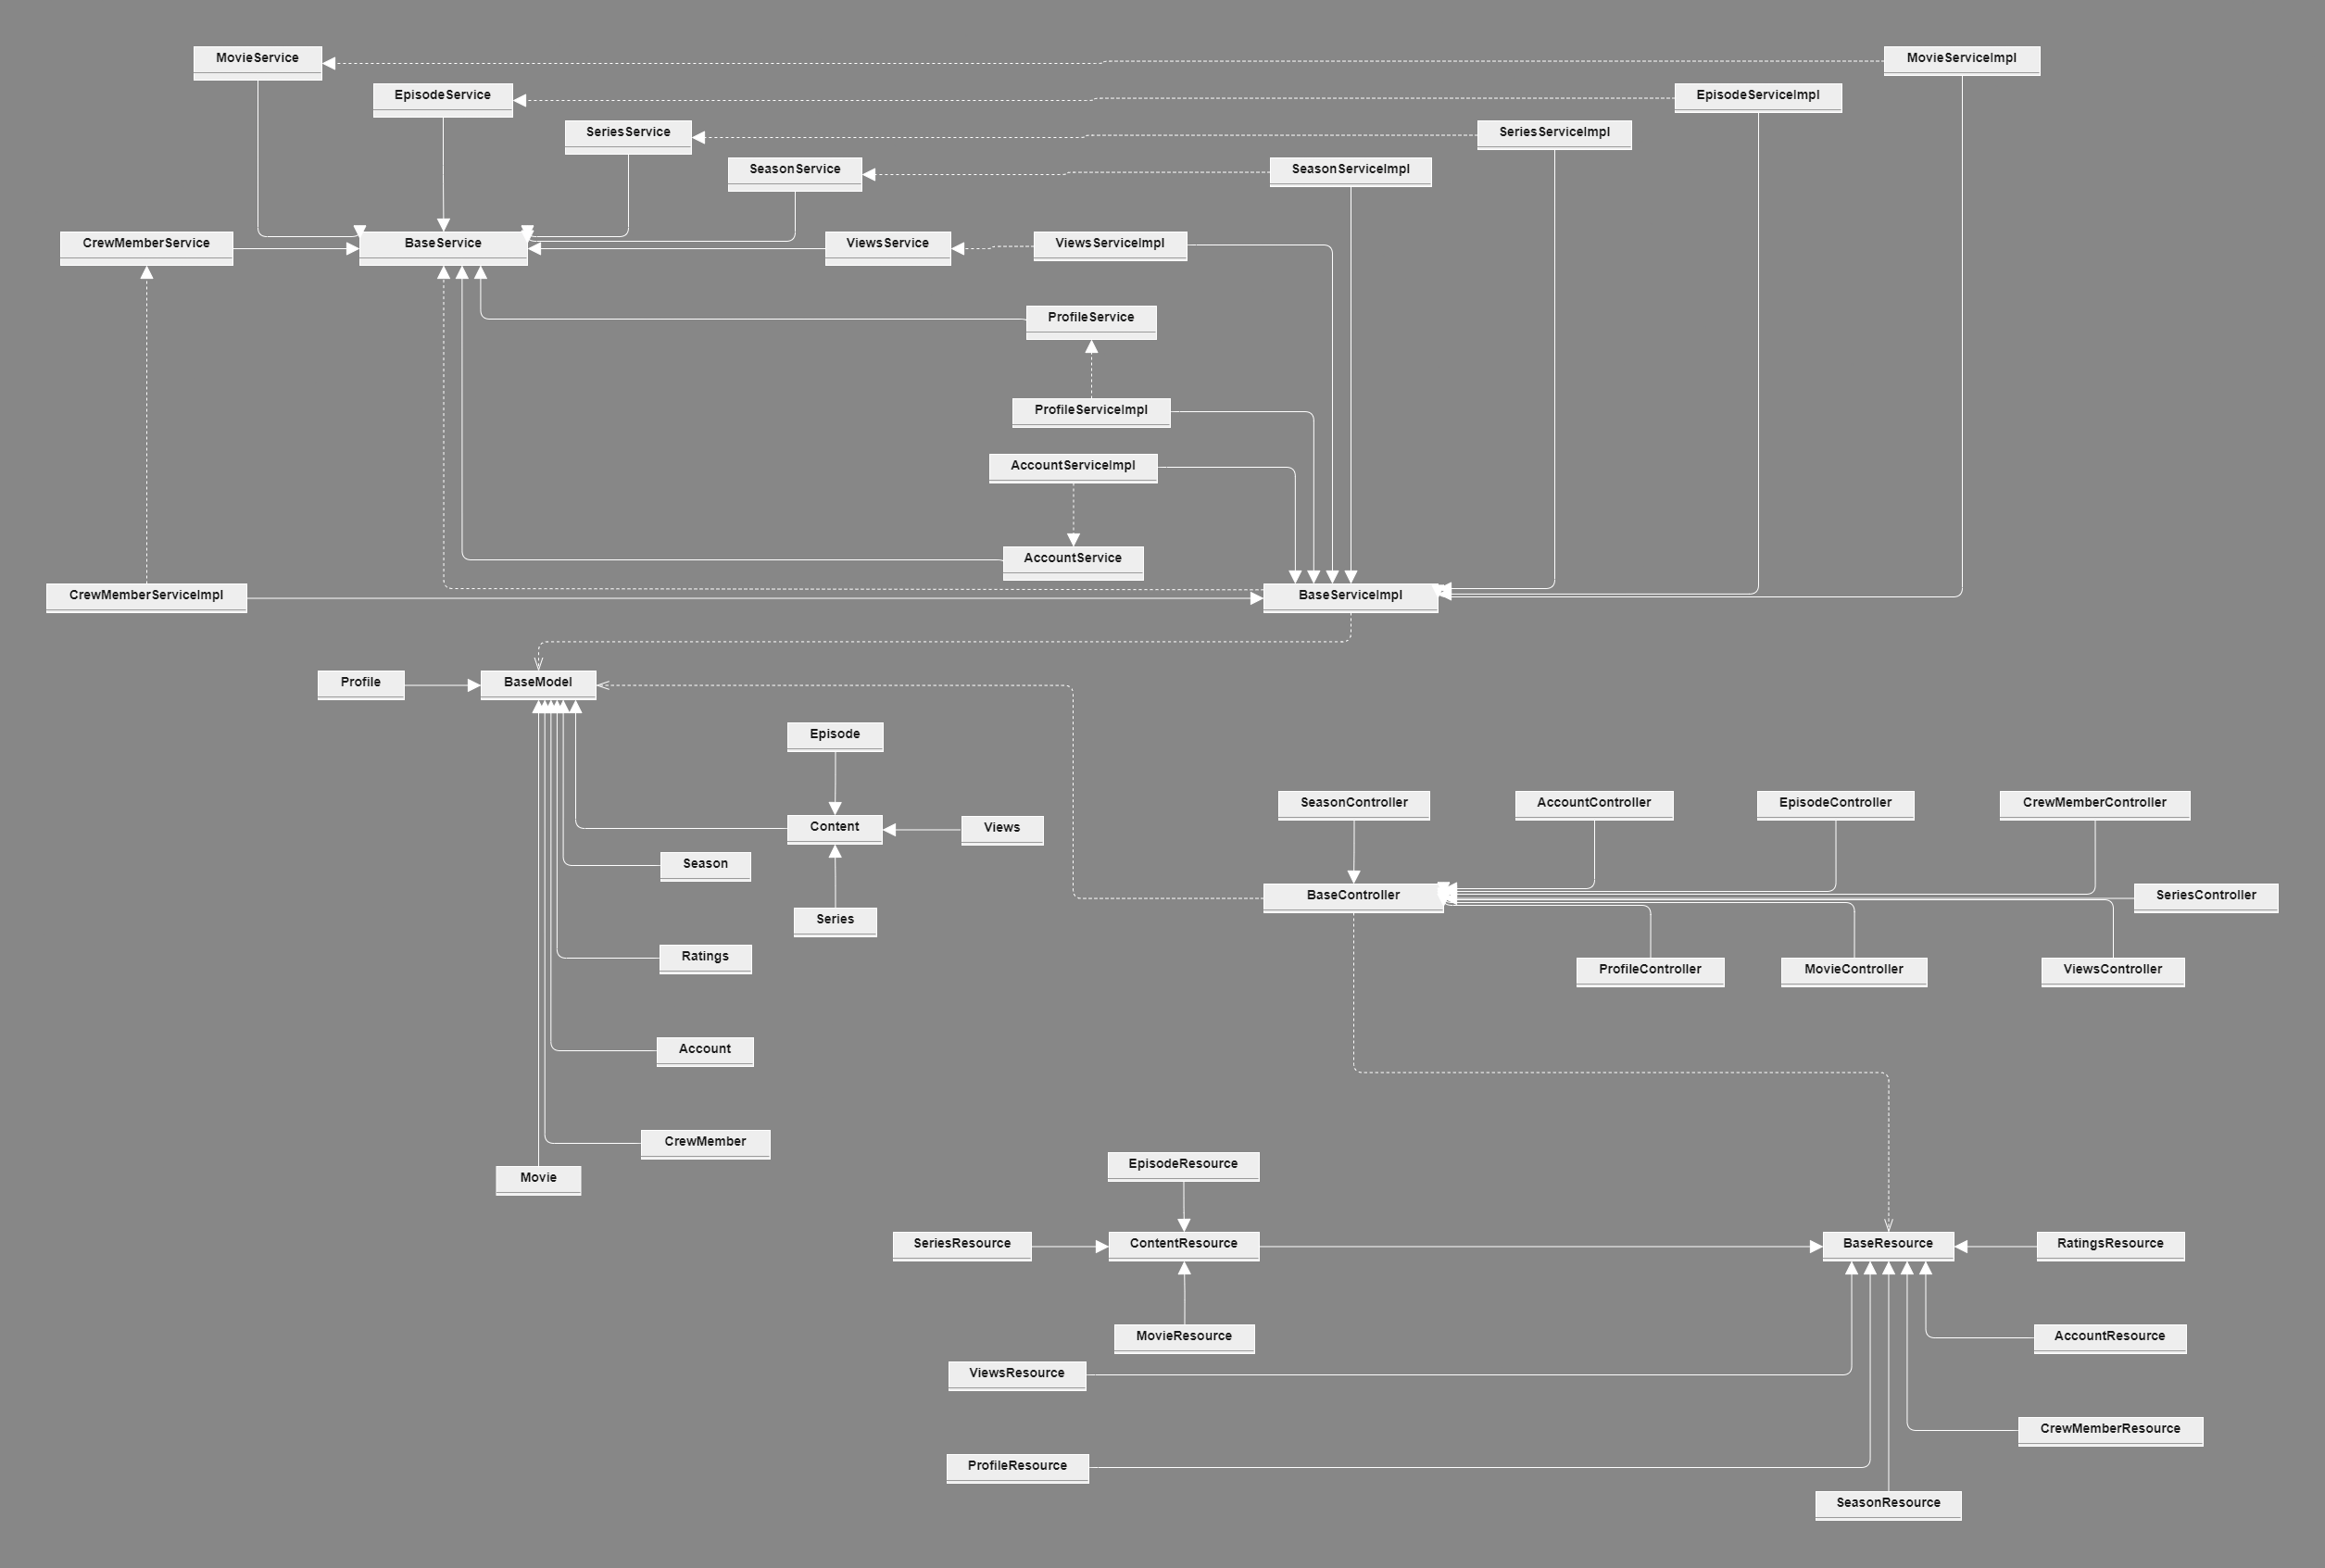 MovieService
MovieServiceImpl
EpisodeService
EpisodeServiceImpl
SeriesService
SeriesServiceImpl
SeasonService
SeasonServiceImpl
CrewMemberService
BaseService
ViewsService
ViewsServiceImpl
ProfileService
ProfileServiceImpl
AccountServiceImpl
AccountService
CrewMemberServiceImpl
BaseServiceImpl
Profile
BaseModel
Episode
SeasonController
AccountController
EpisodeController
CrewMemberController
Content
Views
Season
BaseController
SeriesController
Series
Ratings
ProfileController
MovieController
ViewsController
Account
CrewMember
Movie
EpisodeResource
SeriesResource
ContentResource
BaseResource
RatingsResource
MovieResource
AccountResource
ViewsResource
CrewMemberResource
ProfileResource
SeasonResource